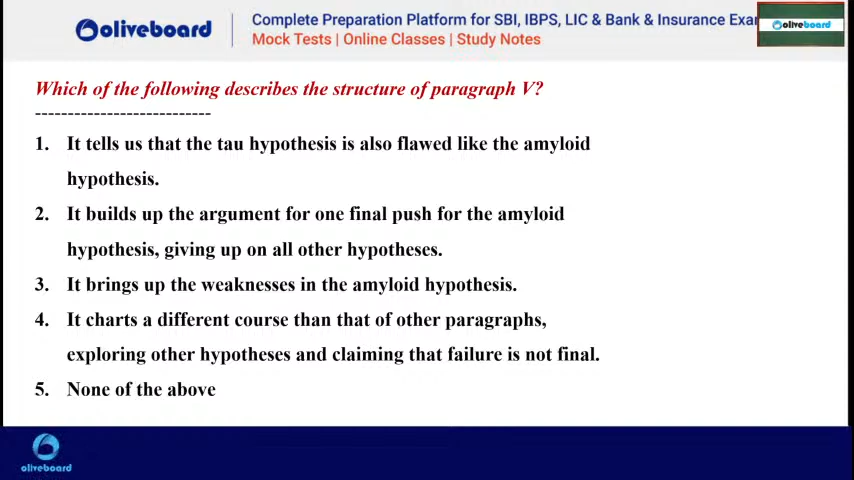 oliveboard
Complete Preparation Platform for SBI, IBPS, LIC & Bank & Insurance Exa
Mock Tests | Online Classes | Study Notes
oliveboard
Which of the following describes the structure of paragraph V?
---------------------------
1. It tells us that the tau hypothesis is also flawed like the amyloid
hypothesis.
2. It builds up the argument for one final push for the amyloid
hypothesis, giving up on all other hypotheses.
3. It brings up the weaknesses in the amyloid hypothesis.
4. It charts a different course than that of other paragraphs,
exploring other hypotheses and claiming that failure is not final.
5. None of the above
oliveboard